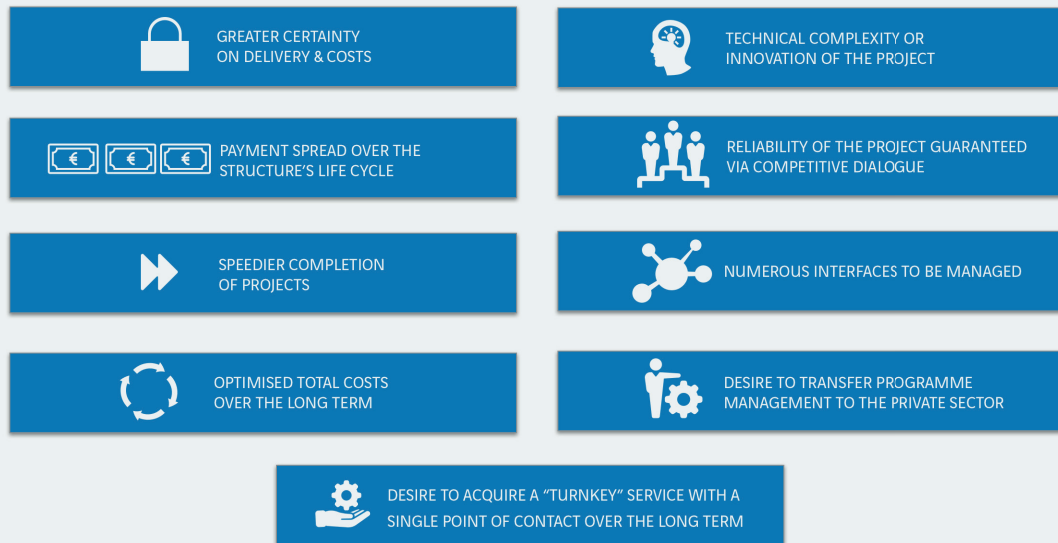 GREATER CERTAINTY
ON DELIVERY & COSTS
TECHNICAL COMPLEXITY OR
INNOVATION OF THE PROJECT
€ € €
PAYMENT SPREAD OVER THE
STRUCTURE'S LIFE CYCLE
RELIABILITY OF THE PROJECT GUARANTEED
VIA COMPETITIVE DIALOGUE
SPEEDIER COMPLETION
OF PROJECTS
NUMEROUS INTERFACES TO BE MANAGED
OPTIMISED TOTAL COSTS
OVER THE LONG TERM
DESIRE TO TRANSFER PROGRAMME
MANAGEMENT TO THE PRIVATE SECTOR
DESIRE TO ACQUIRE A “TURNKEY” SERVICE WITH A
SINGLE POINT OF CONTACT OVER THE LONG TERM